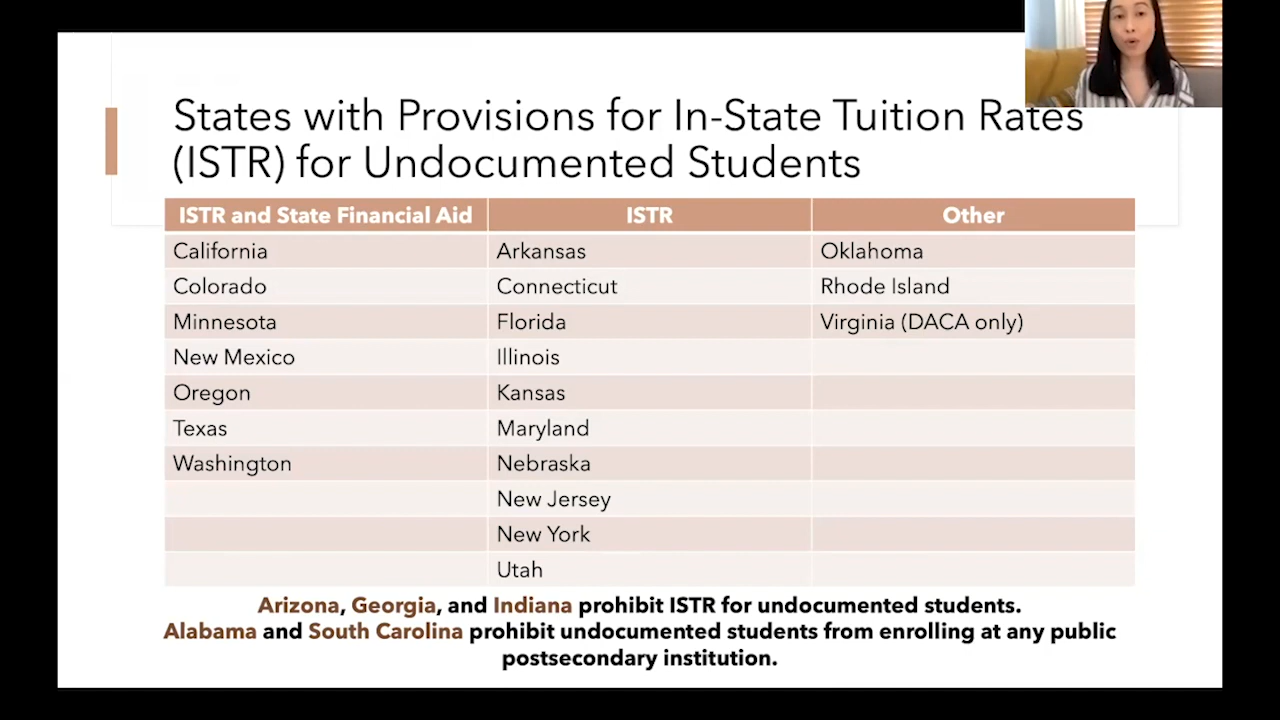 States with Provisions for In-State Tuition Rates
(ISTR) for Undocumented Students
ISTR and State Financial Aid ISTR Other
California Arkansas Oklahoma
Colorado Connecticut Rhode Island
Minnesota Florida Virginia (DACA only)
New Mexico Illinois
Oregon Kansas
Texas Maryland
Washington Nebraska
New Jersey
New York
Utah
Arizona, Georgia, and Indiana prohibit ISTR for undocumented students.
Alabama and South Carolina prohibit undocumented students from enrolling at any public
postsecondary institution.